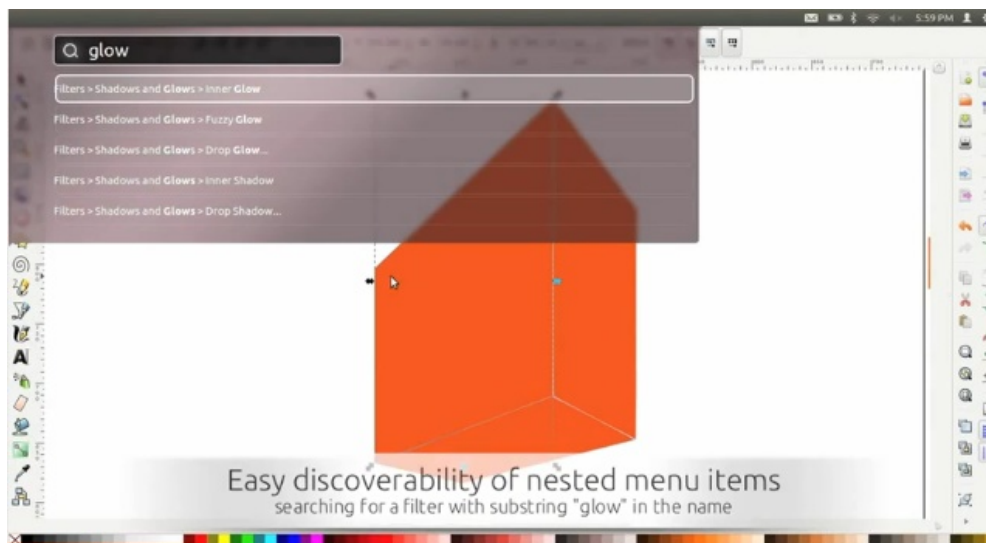 5:59 PM
glow
Filters > Shadows and Glows > Inner Glow
Filters > Shadows and Glows > Fuzzy Glow
Filters > Shadows and Glows > Drop Glow...
Filters > Shadows and Glows > Inner Shadow
Filters > Shadows and Glows > Drop Shadow...
Easy discoverability of nested menu items
searching for a filter with substring "glow" in the name